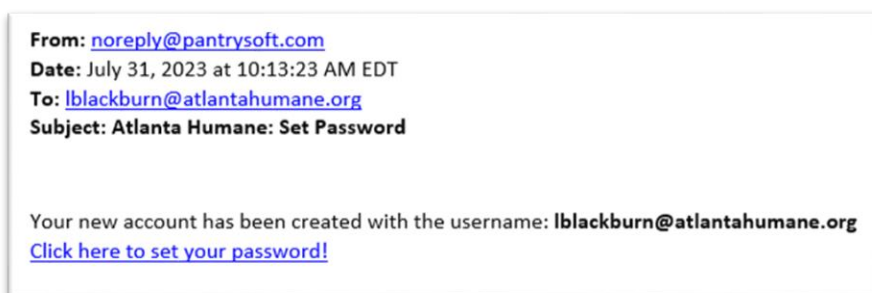 From: noreply@pantrysoft.com
Date: July 31, 2023 at 10:13:23 AM EDT
To: lblackburn@atlantahumane.org
Subject: Atlanta Humane: Set Password
Your new account has been created with the username: lblackburn@atlantahumane.org
Click here to set your password!